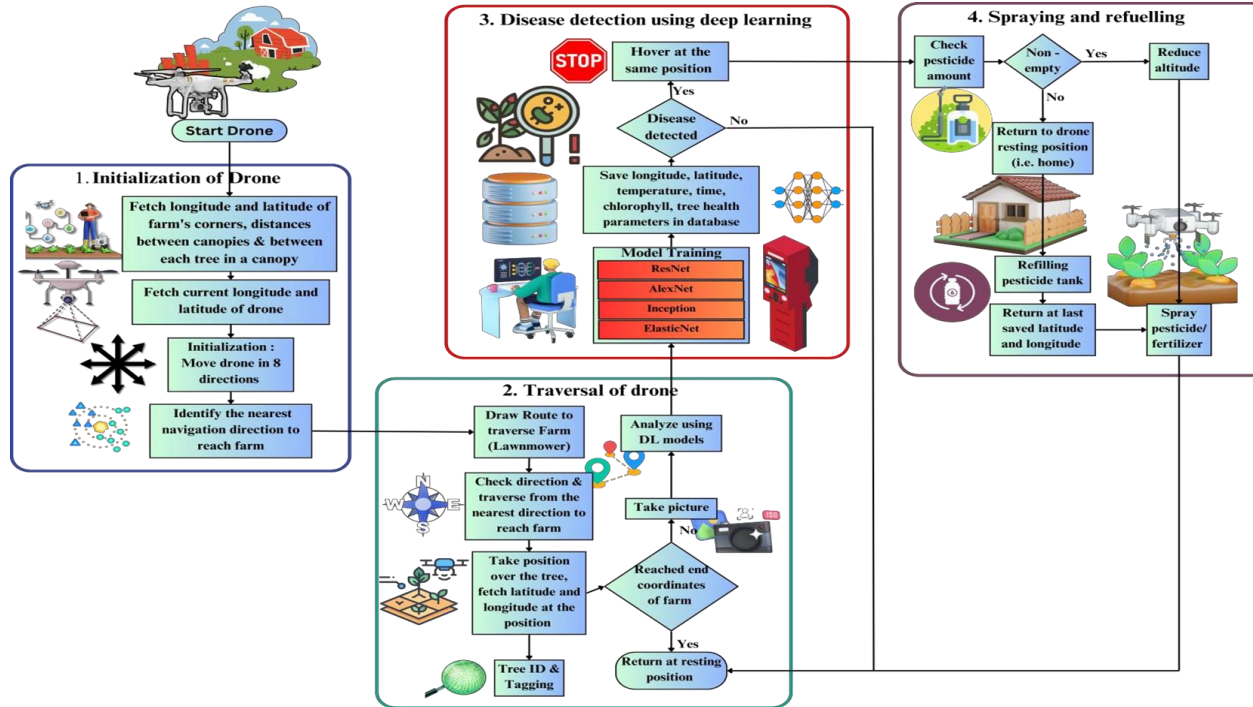 Start Drone
1. Initialization of Drone
Fetch longitude and latitude of
farm's corners, distances
between canopies & between
each tree in a canopy
Fetch current longitude and
latitude of drone
Initialization :
Move drone in 8
directions
Identify the nearest
navigation direction to
reach farm
2. Traversal of drone
Draw Route to
traverse Farm
(Lawnmower)
N
W
E
S
Check direction &
traverse from the
nearest direction to
reach farm
Take position
over the tree,
fetch latitude and
longitude at the
position
Tree ID &
Tagging
Reached end
coordinates
of farm
Yes
Return at resting
position
No
Take picture
Analyze using
DL models
3. Disease detection using deep learning
Model Training
ResNet
AlexNet
Inception
ElasticNet
Save longitude, latitude,
temperature, time,
chlorophyll, tree health
parameters in database
Disease
detected
No
Yes
STOP
Hover at the
same position
4. Spraying and refuelling
Check
pesticide
amount
Non -
empty
Yes
Reduce
altitude
No
Return to drone
resting position
(i.e. home)
Refilling
pesticide tank
Return at last
saved latitude
and longitude
Spray
pesticide/
fertilizer